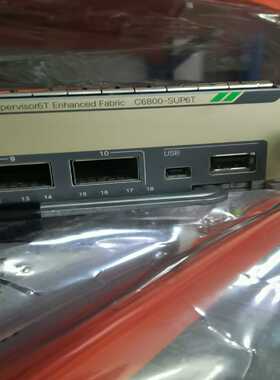 pervisor6T Enhanced Fabric C6800-SUP6T
9 10 USB
13 14 15 16 17 18